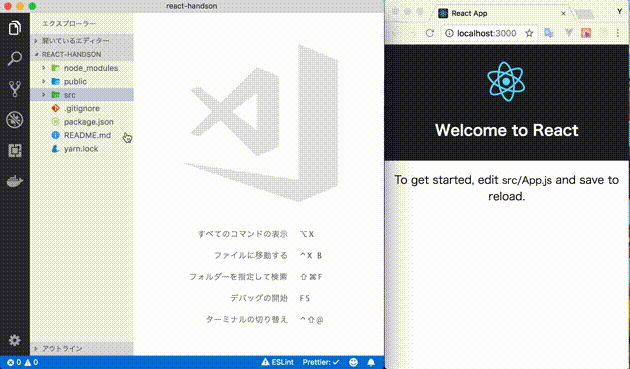 react-handson
エクスプローラー
開いているエディター
REACT-HANDSON
node_modules
public
src
.gitignore
package.json
README.md
yarn.lock
アウトライン
すべてのコマンドの表示 ⌥X
ファイルに移動する ^X B
フォルダーを指定して検索 ⇧⌘F
デバッグの開始 F5
ターミナルの切り替え ^⇧@
0 0
ESLint Prettier: ✓
React App
localhost:3000
Welcome to React
To get started, edit src/App.js and save to
reload.